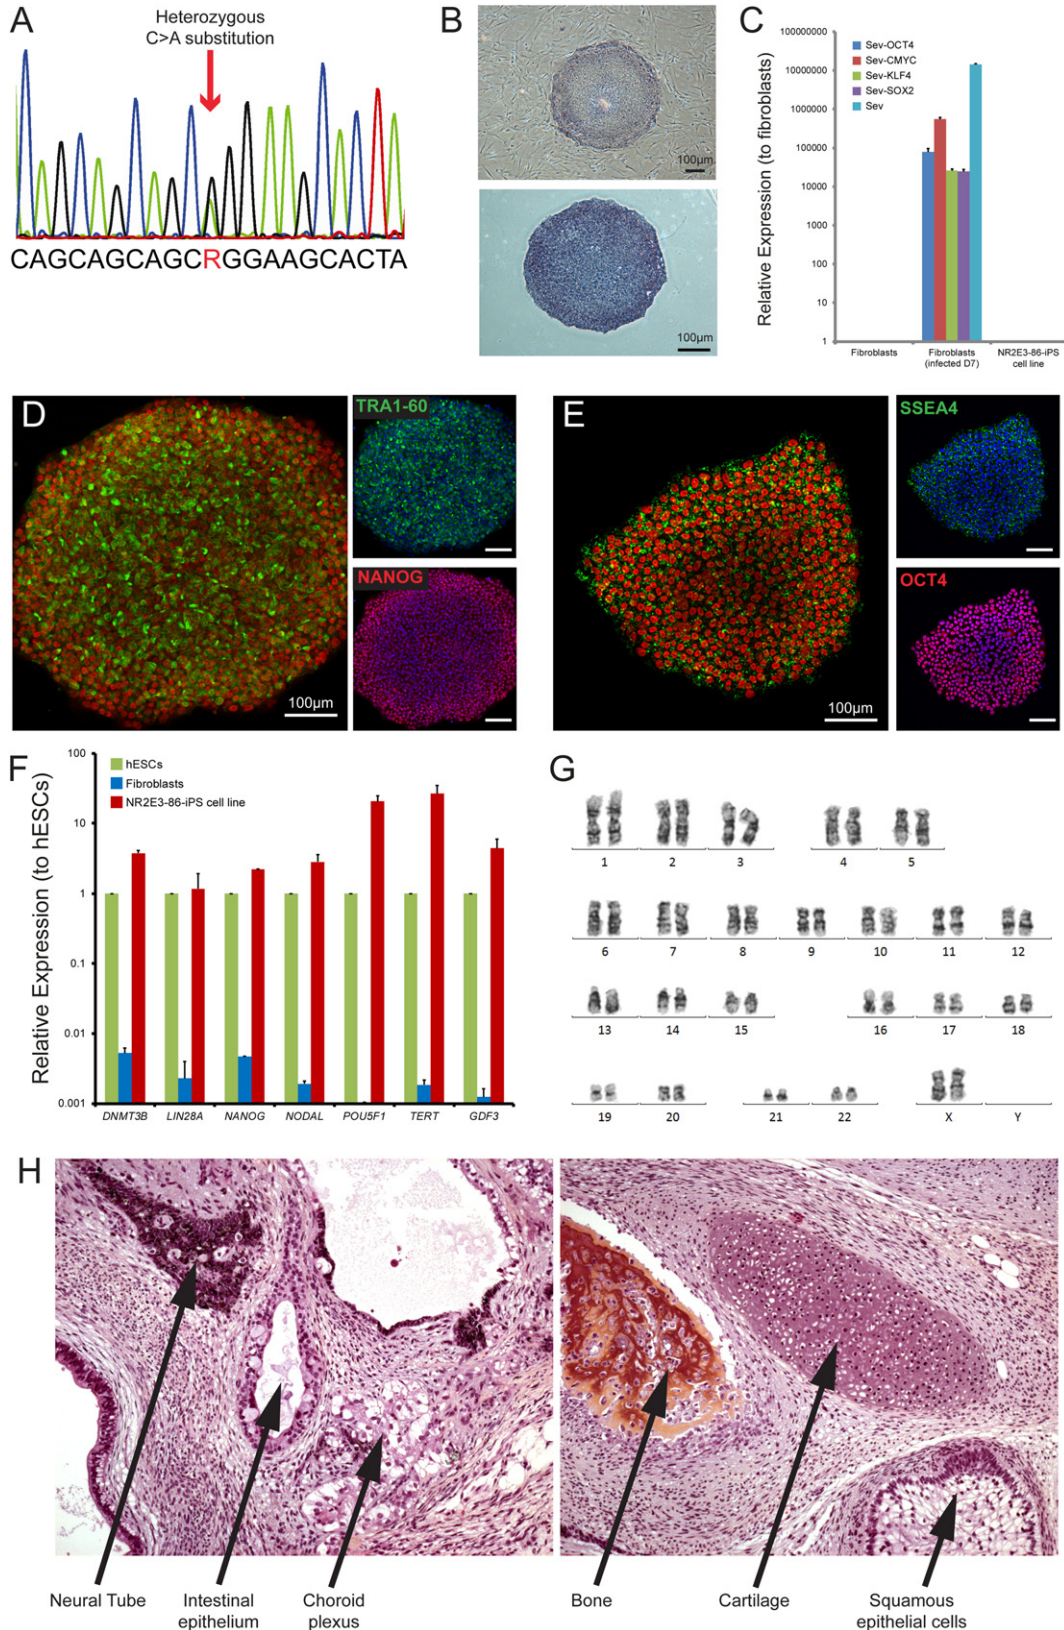 A
Heterozygous
C>A substitution
CAGCAGCAGCRGGAAGCACTA
B
100µm
100µm
C
Relative Expression (to fibroblasts)
100000000
10000000
1000000
100000
10000
1000
100
10
1
Sev-OCT4
Sev-CMYC
Sev-KLF4
Sev-SOX2
Sev
Fibroblasts
Fibroblasts
(infected D7)
NR2E3-86-iPS
cell line
D
100µm
TRA1-60
NANOG
E
100µm
SSEA4
OCT4
F
Relative Expression (to hESCs)
100
10
1
0.1
0.01
0.001
hESCs
Fibroblasts
NR2E3-86-iPS cell line
DNMT3B LIN28A NANOG NODAL POU5F1 TERT GDF3
G
1 2 3 4 5
6 7 8 9 10 11 12
13 14 15 16 17 18
19 20 21 22 X Y
H
Neural Tube
Intestinal
epithelium
Choroid
plexus
Bone
Cartilage
Squamous
epithelial cells